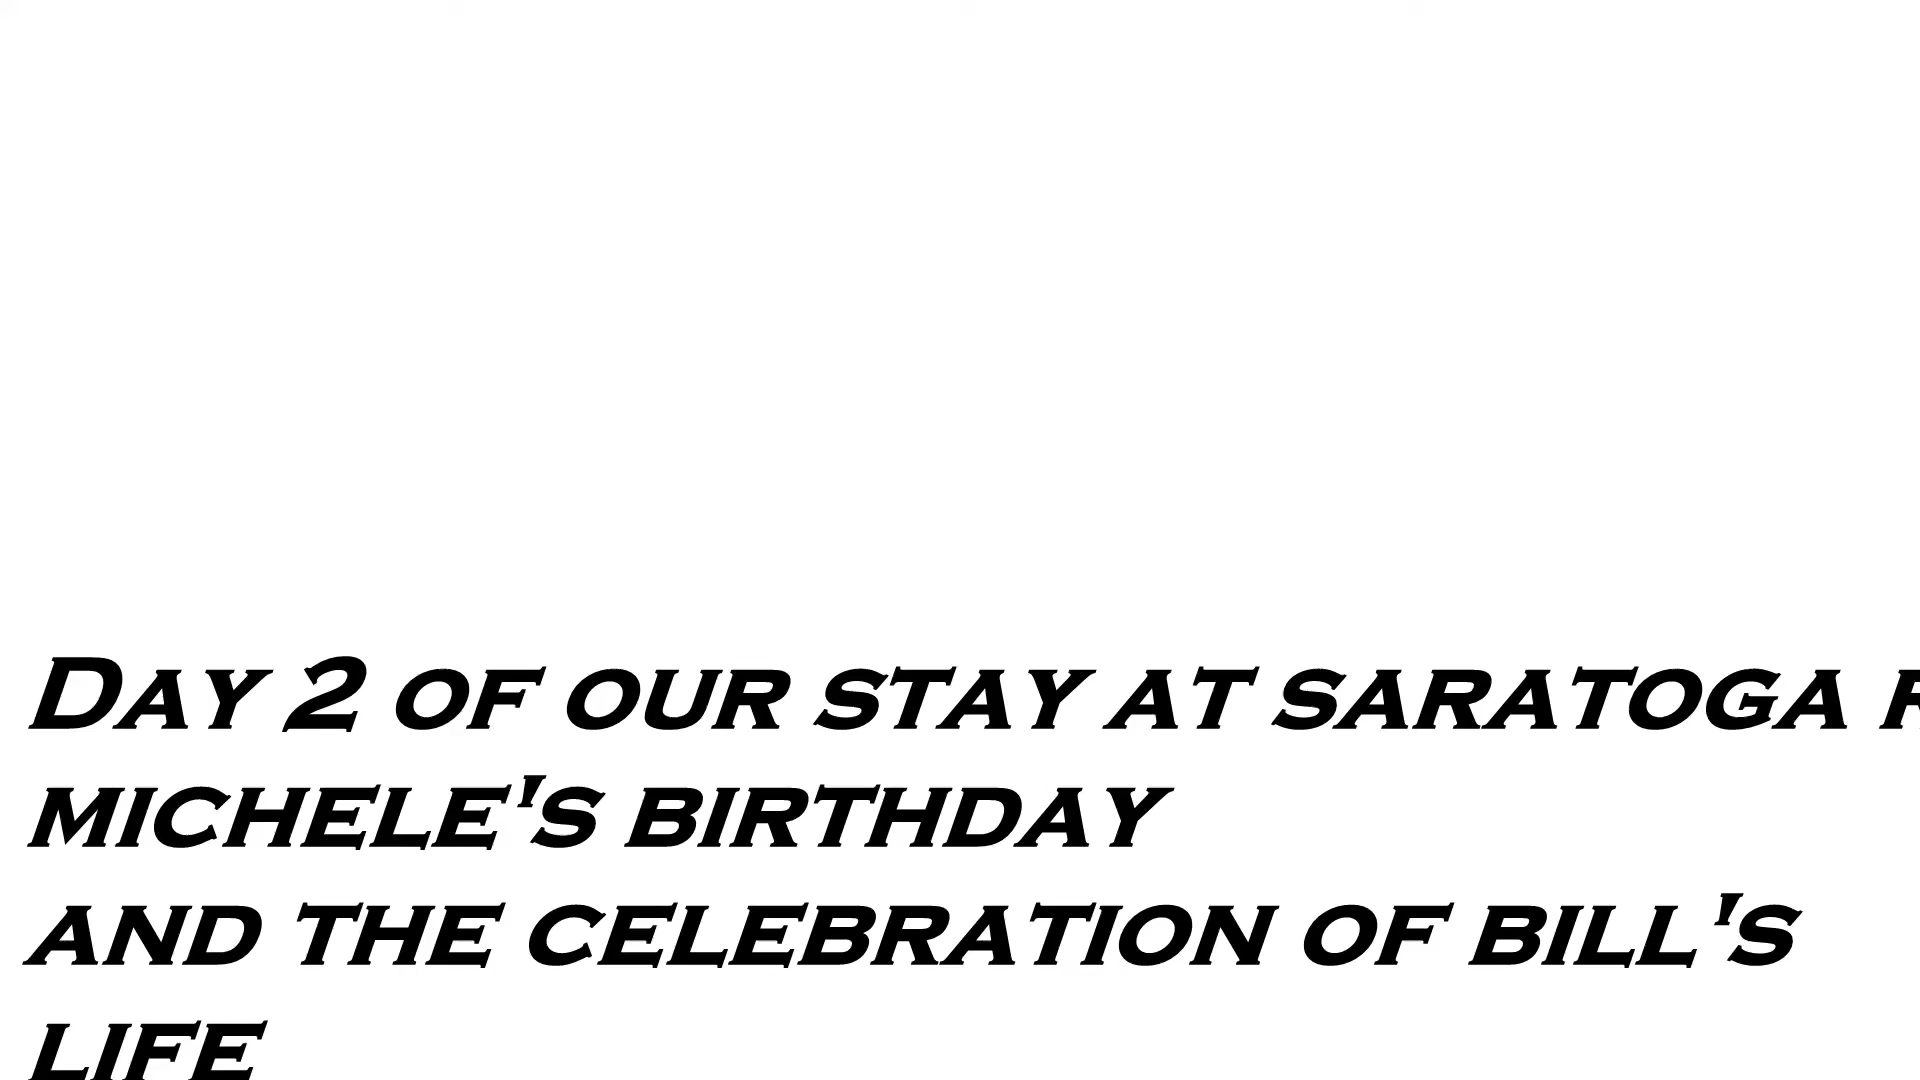 Day 2 of our stay at saratoga
michele's birthday
and the celebration of bill's
life